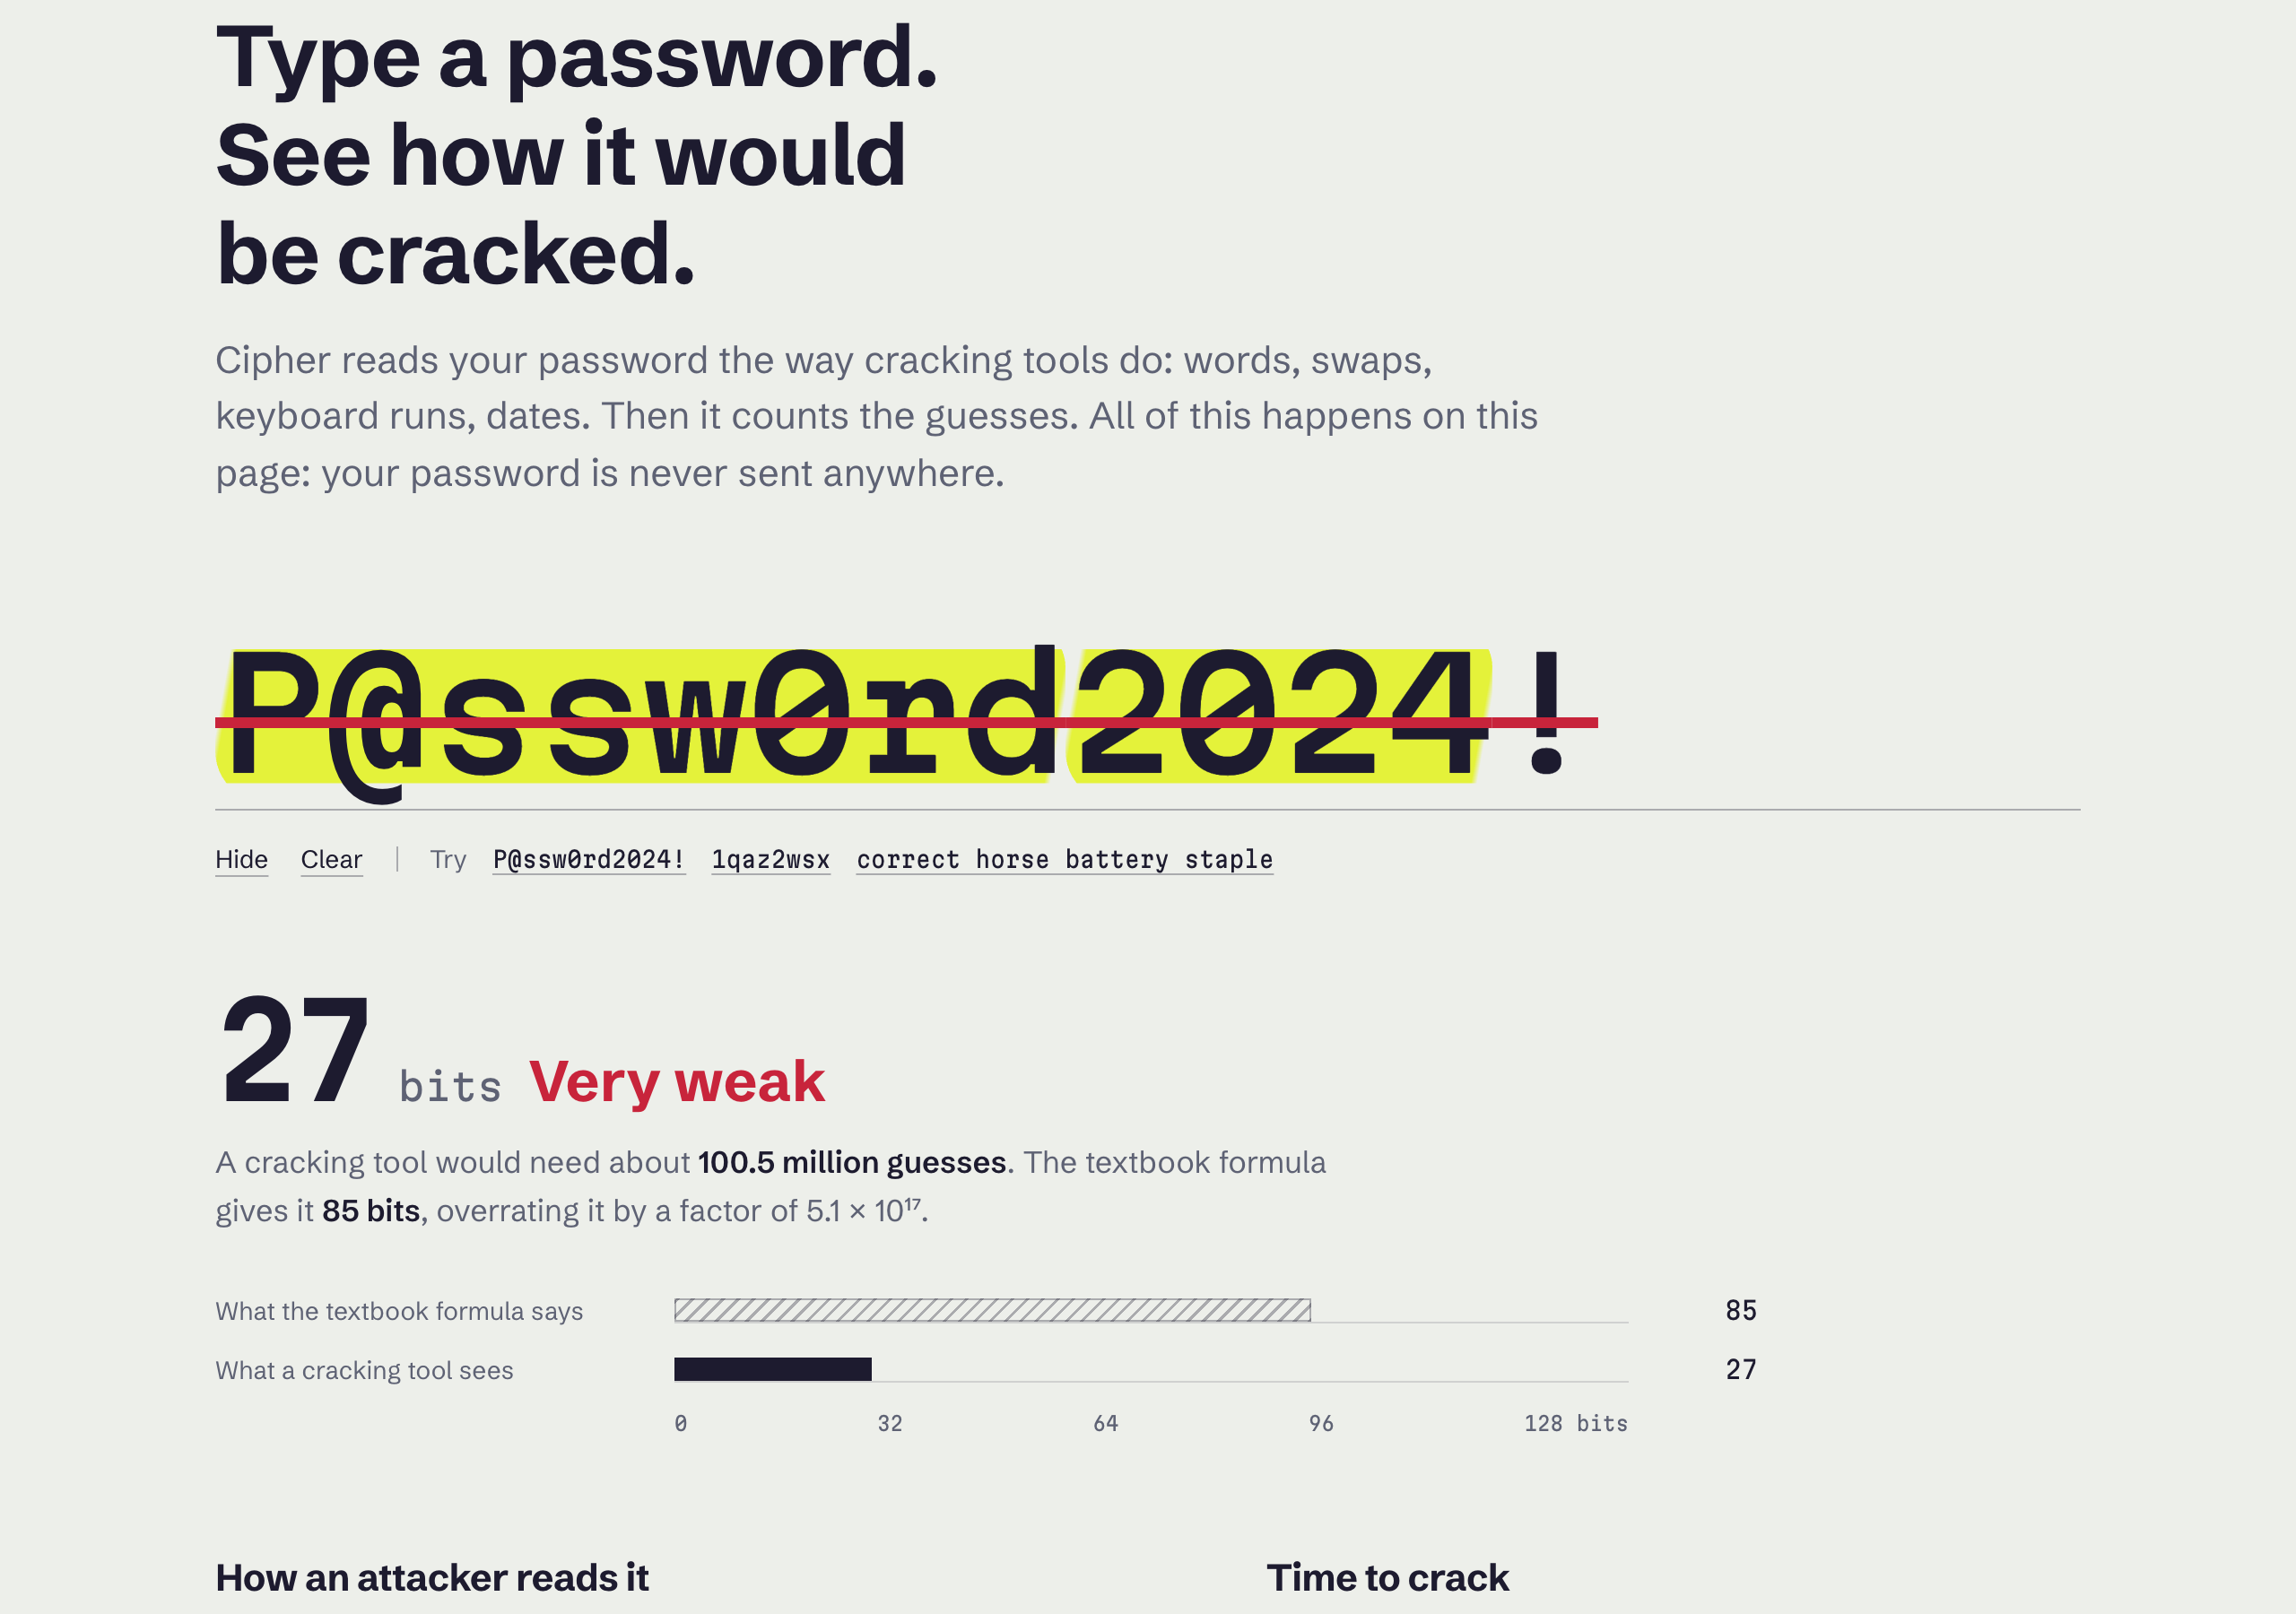 Type a password.
See how it would
be cracked.
Cipher reads your password the way cracking tools do: words, swaps,
keyboard runs, dates. Then it counts the guesses. All of this happens on this
page: your password is never sent anywhere.
P@ssw0rd2024!
Hide Clear | Try P@ssw0rd2024! 1qaz2wsx correct horse battery staple
27 bits Very weak
A cracking tool would need about 100.5 million guesses. The textbook formula
gives it 85 bits, overrating it by a factor of 5.1 × 10¹⁷.
What the textbook formula says 85
What a cracking tool sees 27
0 32 64 96 128 bits
How an attacker reads it Time to crack